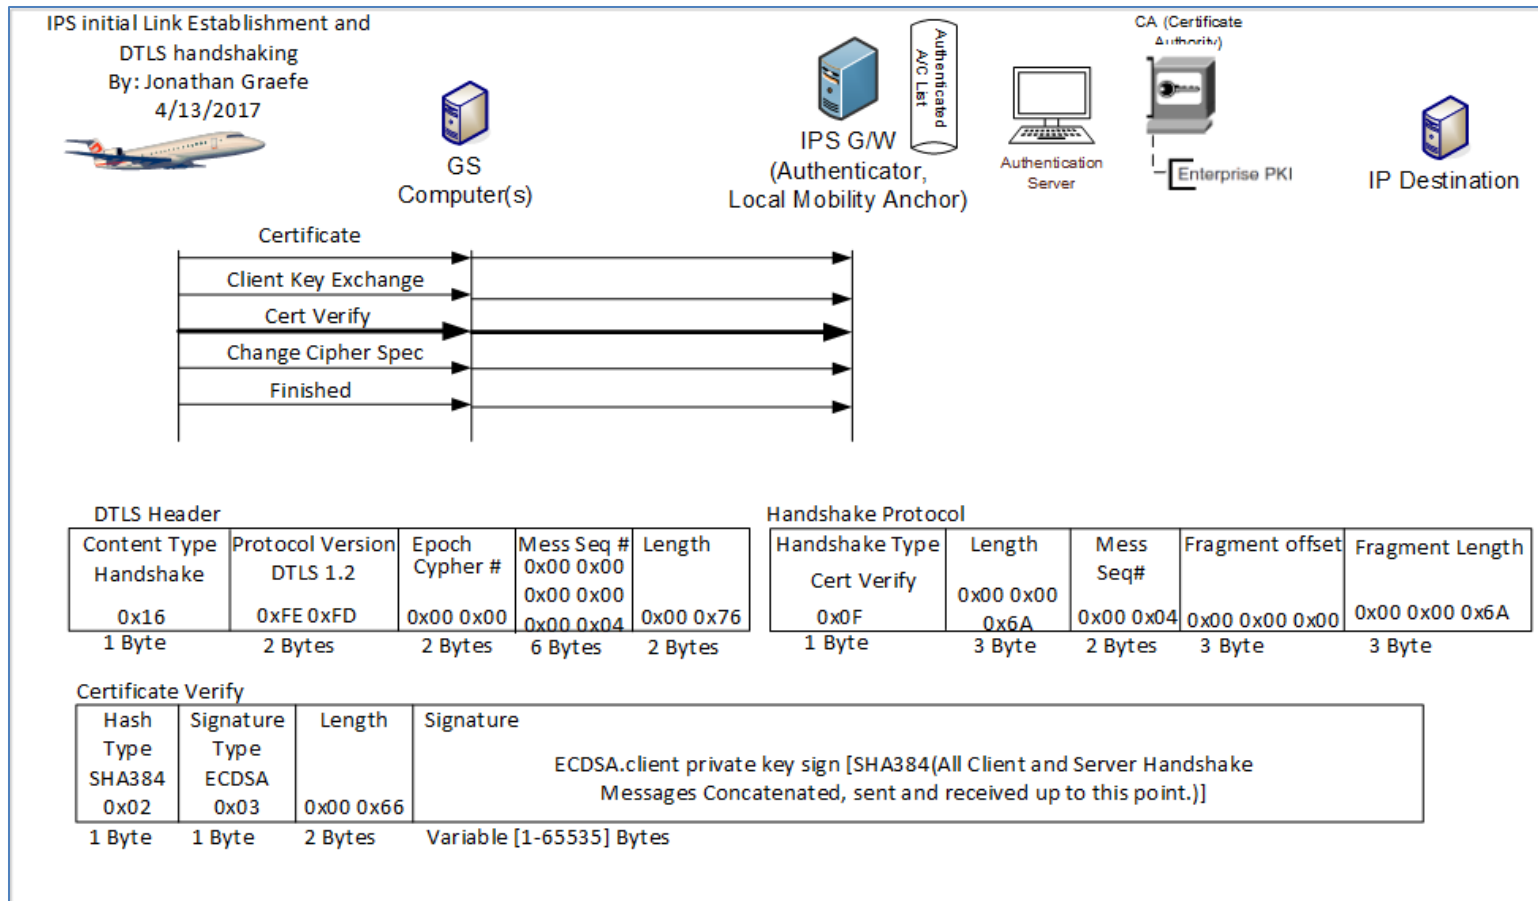 IPS initial Link Establishment and
DTLS handshaking
By: Jonathan Graefe
4/13/2017
GS
Computer(s)
IPS G/W
(Authenticator,
Local Mobility Anchor)
Authenticated
A/C List
Authentication
Server
CA (Certificate
Authority)
Enterprise PKI
IP Destination
Certificate
Client Key Exchange
Cert Verify
Change Cipher Spec
Finished
DTLS Header
Content Type
Handshake
0x16
1 Byte
Protocol Version
DTLS 1.2
0xFE 0xFD
2 Bytes
Epoch
Cypher #
0x00 0x00
2 Bytes
Mess Seq #
0x00 0x00
0x00 0x00
0x00 0x04
6 Bytes
Length
0x00 0x76
2 Bytes
Handshake Protocol
Handshake Type
Cert Verify
0x0F
1 Byte
Length
0x00 0x00
0x6A
3 Byte
Mess
Seq#
0x00 0x04
2 Bytes
Fragment offset
0x00 0x00 0x00
3 Byte
Fragment Length
0x00 0x00 0x6A
3 Byte
Certificate Verify
Hash
Type
SHA384
0x02
1 Byte
Signature
Type
ECDSA
0x03
1 Byte
Length
0x00 0x66
2 Bytes
Signature
ECDSA.client private key sign [SHA384(All Client and Server Handshake
Messages Concatenated, sent and received up to this point.)]
Variable [1-65535] Bytes